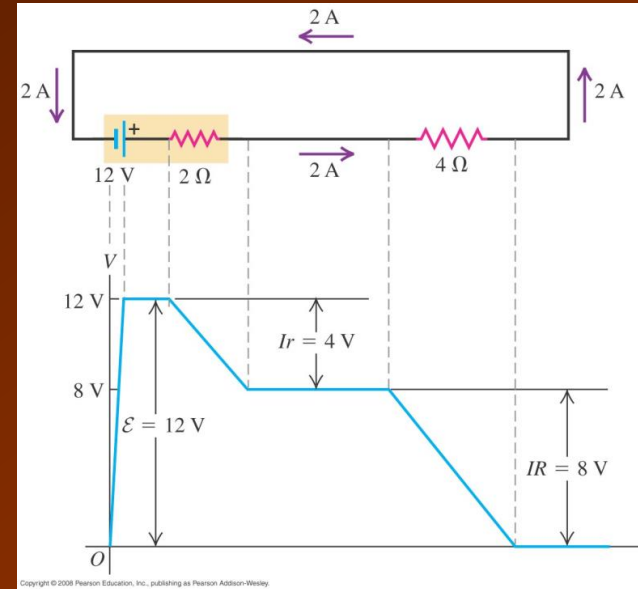 2 A
2 A
2 A
+
12 V
2 Ω
2 A
4 Ω
V
12 V
Ir = 4 V
8 V
ℰ = 12 V
IR = 8 V
O
Copyright © 2008 Pearson Education, Inc., publishing as Pearson Addison-Wesley.